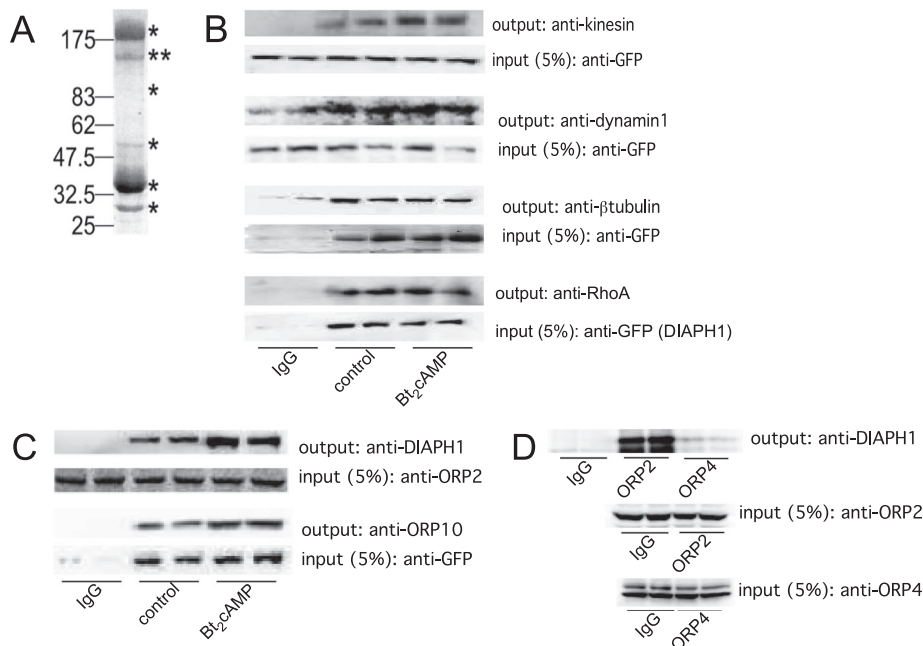 A
175
83
62
47.5
32.5
25
*
**
*
*
*
*
B
output: anti-kinesin
input (5%): anti-GFP
output: anti-dynamin1
input (5%): anti-GFP
output: anti-βtubulin
input (5%): anti-GFP
output: anti-RhoA
input (5%): anti-GFP (DIAPH1)
IgG
control
Bt₂cAMP
C
output: anti-DIAPH1
input (5%): anti-ORP2
output: anti-ORP10
input (5%): anti-GFP
IgG
control
Bt₂cAMP
D
output: anti-DIAPH1
IgG
ORP2
ORP4
input (5%): anti-ORP2
IgG
ORP2
input (5%): anti-ORP4
IgG
ORP4